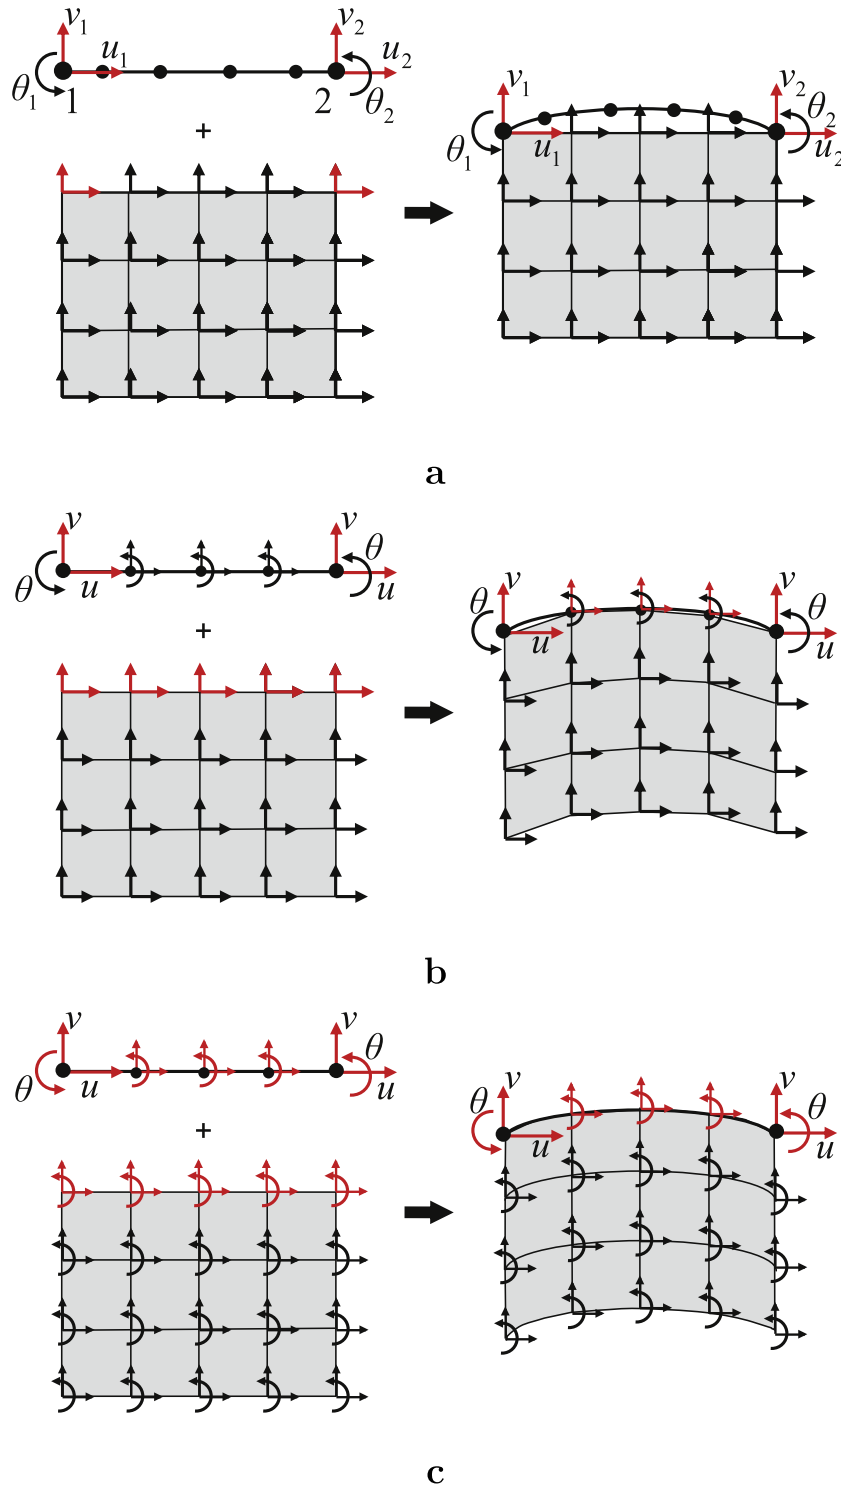 v₁ v₂
u₁ u₂
θ₁ 1 2 θ₂
+
v₁ v₂
θ₁ u₁ θ₂ u₂
a
v v
θ u θ u
+
v v
θ u θ u
b
v v
θ u θ u
+
v v
θ u θ u
c